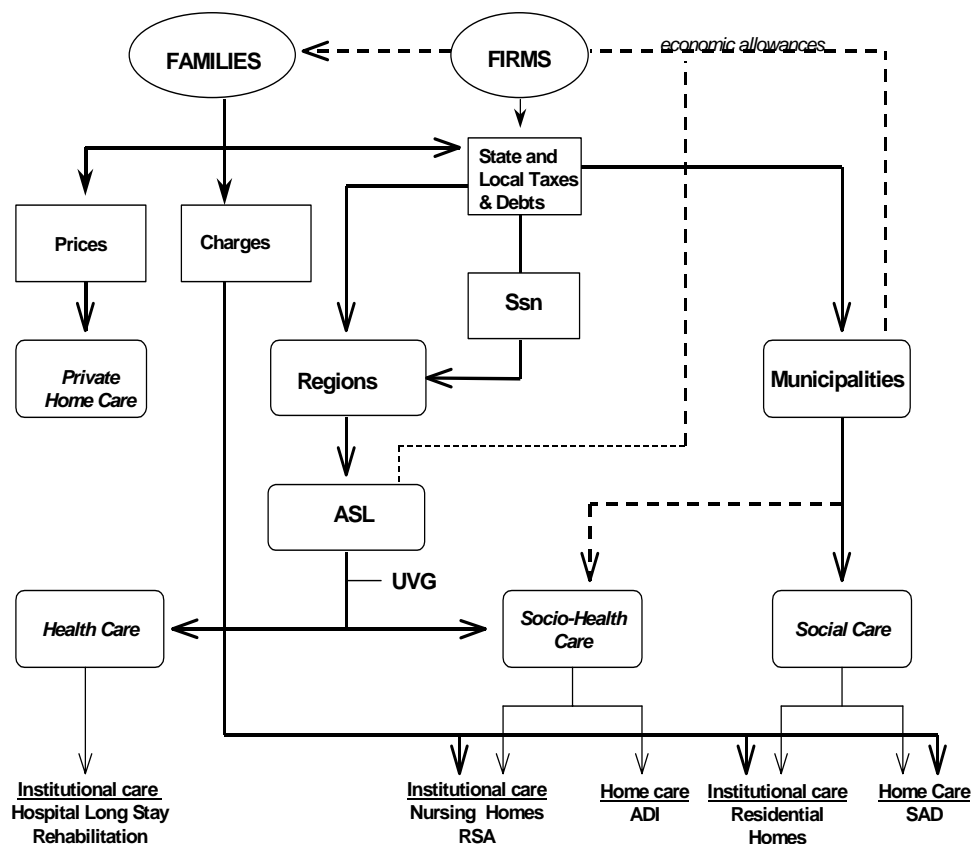 economic allowances
FAMILIES
FIRMS
State and
Local Taxes
& Debts
Prices
Charges
Ssn
Private
Home Care
Regions
Municipalities
ASL
UVG
Health Care
Socio-Health
Care
Social Care
Institutional care
Hospital Long Stay
Rehabilitation
Institutional care
Nursing Homes
RSA
Home care
ADI
Institutional care
Residential
Homes
Home Care
SAD